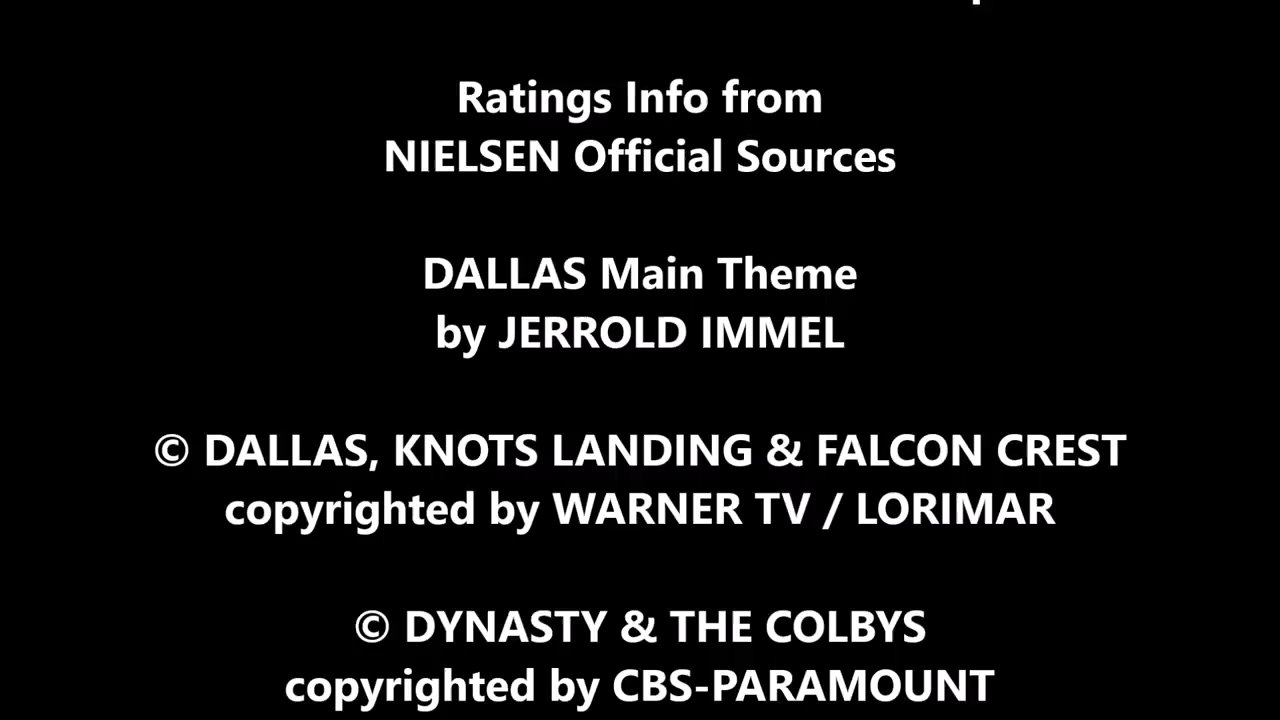 Ratings Info from
NIELSEN Official Sources
DALLAS Main Theme
by JERROLD IMMEL
© DALLAS, KNOTS LANDING & FALCON CREST
copyrighted by WARNER TV / LORIMAR
© DYNASTY & THE COLBYS
copyrighted by CBS-PARAMOUNT